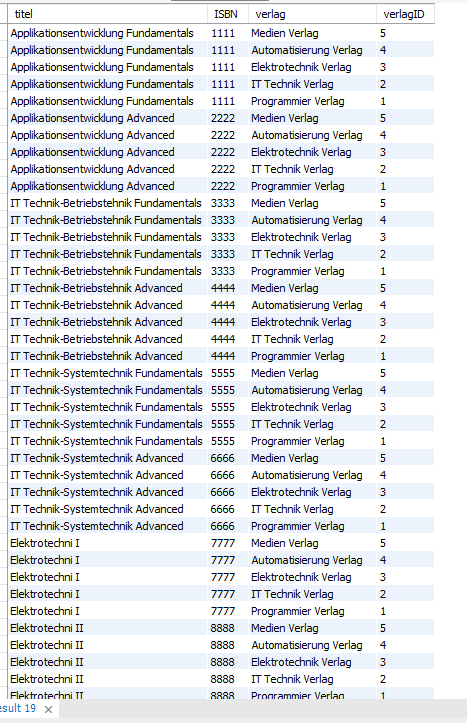 titel ISBN verlag verlagID
Applikationsentwicklung Fundamentals 1111 Medien Verlag 5
Applikationsentwicklung Fundamentals 1111 Automatisierung Verlag 4
Applikationsentwicklung Fundamentals 1111 Elektrotechnik Verlag 3
Applikationsentwicklung Fundamentals 1111 IT Technik Verlag 2
Applikationsentwicklung Fundamentals 1111 Programmier Verlag 1
Applikationsentwicklung Advanced 2222 Medien Verlag 5
Applikationsentwicklung Advanced 2222 Automatisierung Verlag 4
Applikationsentwicklung Advanced 2222 Elektrotechnik Verlag 3
Applikationsentwicklung Advanced 2222 IT Technik Verlag 2
Applikationsentwicklung Advanced 2222 Programmier Verlag 1
IT Technik-Betriebstehnik Fundamentals 3333 Medien Verlag 5
IT Technik-Betriebstehnik Fundamentals 3333 Automatisierung Verlag 4
IT Technik-Betriebstehnik Fundamentals 3333 Elektrotechnik Verlag 3
IT Technik-Betriebstehnik Fundamentals 3333 IT Technik Verlag 2
IT Technik-Betriebstehnik Fundamentals 3333 Programmier Verlag 1
IT Technik-Betriebstehnik Advanced 4444 Medien Verlag 5
IT Technik-Betriebstehnik Advanced 4444 Automatisierung Verlag 4
IT Technik-Betriebstehnik Advanced 4444 Elektrotechnik Verlag 3
IT Technik-Betriebstehnik Advanced 4444 IT Technik Verlag 2
IT Technik-Betriebstehnik Advanced 4444 Programmier Verlag 1
IT Technik-Systemtechnik Fundamentals 5555 Medien Verlag 5
IT Technik-Systemtechnik Fundamentals 5555 Automatisierung Verlag 4
IT Technik-Systemtechnik Fundamentals 5555 Elektrotechnik Verlag 3
IT Technik-Systemtechnik Fundamentals 5555 IT Technik Verlag 2
IT Technik-Systemtechnik Fundamentals 5555 Programmier Verlag 1
IT Technik-Systemtechnik Advanced 6666 Medien Verlag 5
IT Technik-Systemtechnik Advanced 6666 Automatisierung Verlag 4
IT Technik-Systemtechnik Advanced 6666 Elektrotechnik Verlag 3
IT Technik-Systemtechnik Advanced 6666 IT Technik Verlag 2
IT Technik-Systemtechnik Advanced 6666 Programmier Verlag 1
Elektrotechni I 7777 Medien Verlag 5
Elektrotechni I 7777 Automatisierung Verlag 4
Elektrotechni I 7777 Elektrotechnik Verlag 3
Elektrotechni I 7777 IT Technik Verlag 2
Elektrotechni I 7777 Programmier Verlag 1
Elektrotechni II 8888 Medien Verlag 5
Elektrotechni II 8888 Automatisierung Verlag 4
Elektrotechni II 8888 Elektrotechnik Verlag 3
Elektrotechni II 8888 IT Technik Verlag 2
Elektrotechni II 8888 Programmier Verlag 1
esult 19